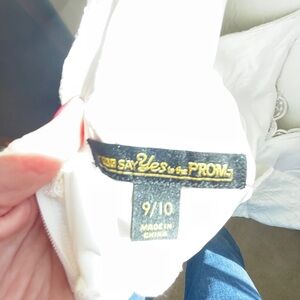 SAY Yes to the PROM
9/10
MADE IN
CHINA